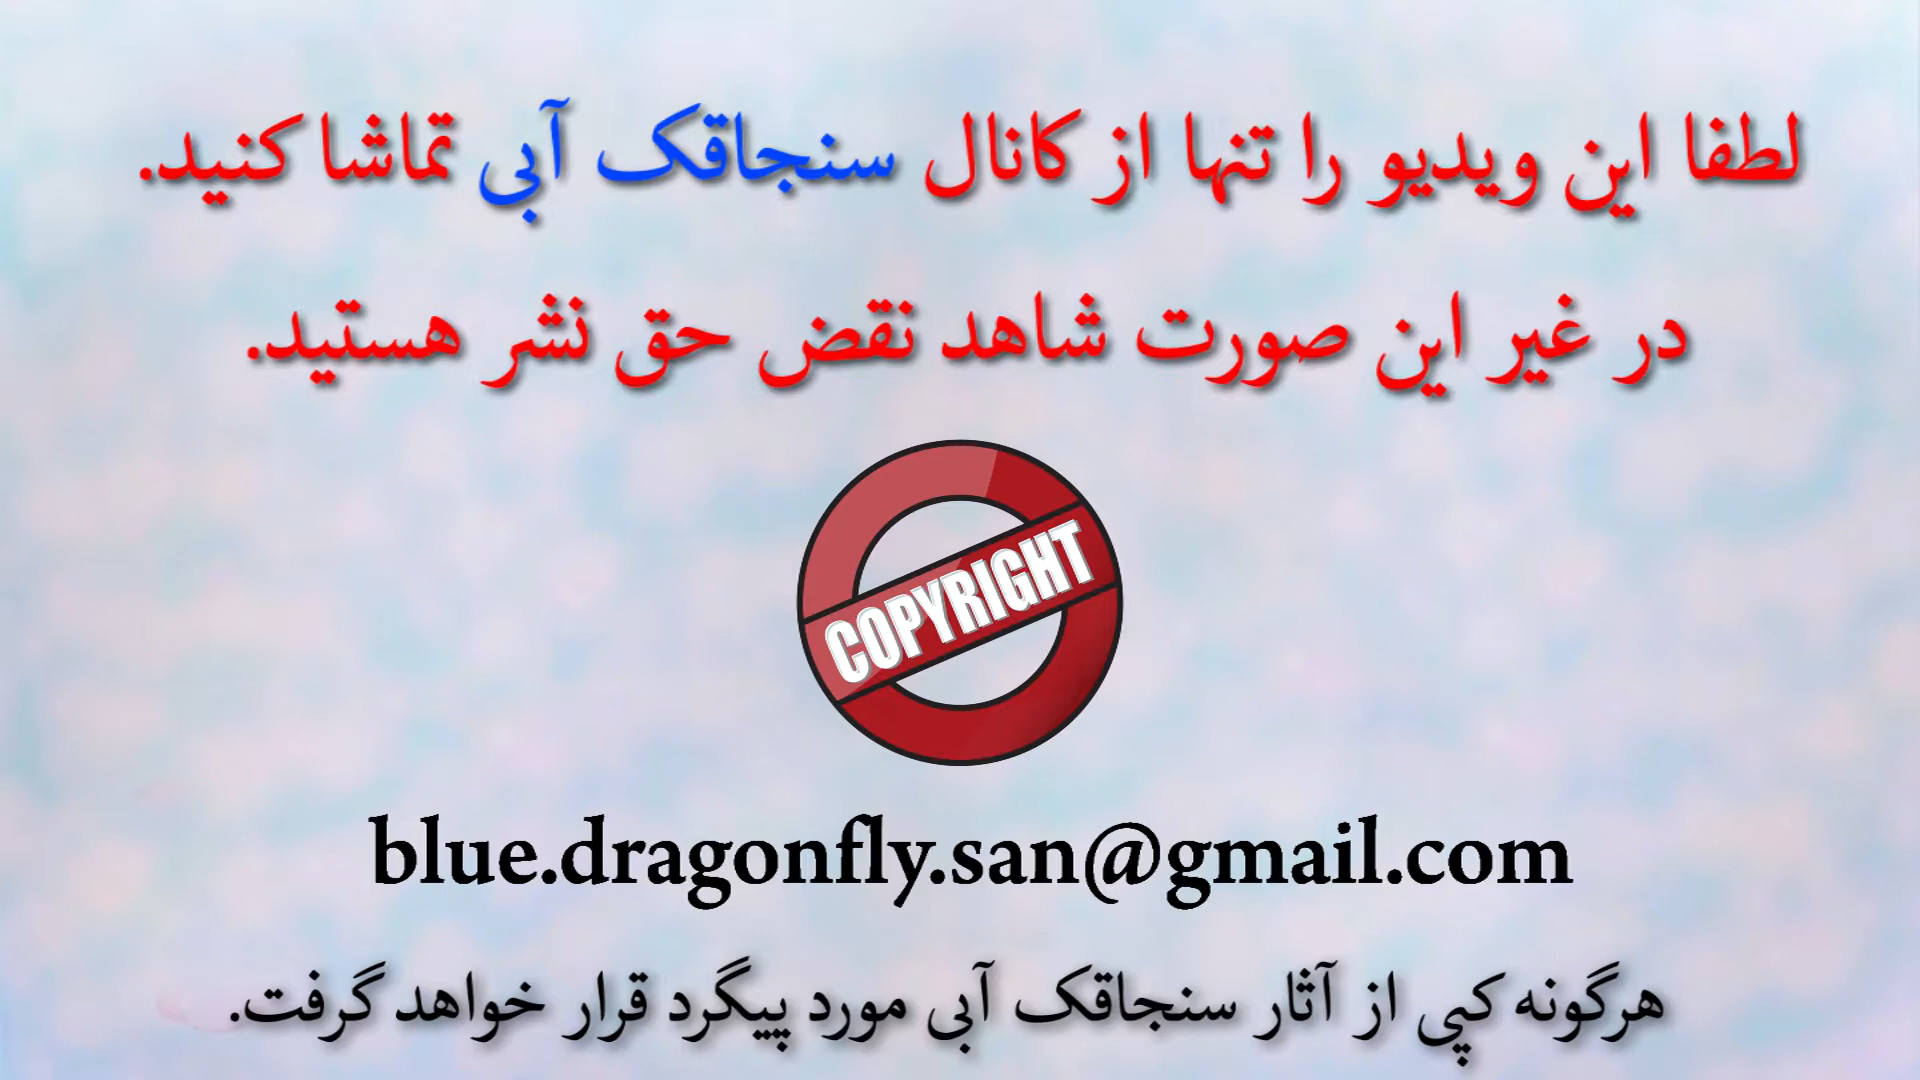 لطفا این ویدیو را تنها از کانال سنجاقک آبی تماشا کنید.
در غیر این صورت شاهد نقض حق نشر هستید.
COPYRIGHT
blue.dragonfly.san@gmail.com
هرگونه کپی از آثار سنجاقک آبی مورد پیگرد قرار خواهد گرفت.